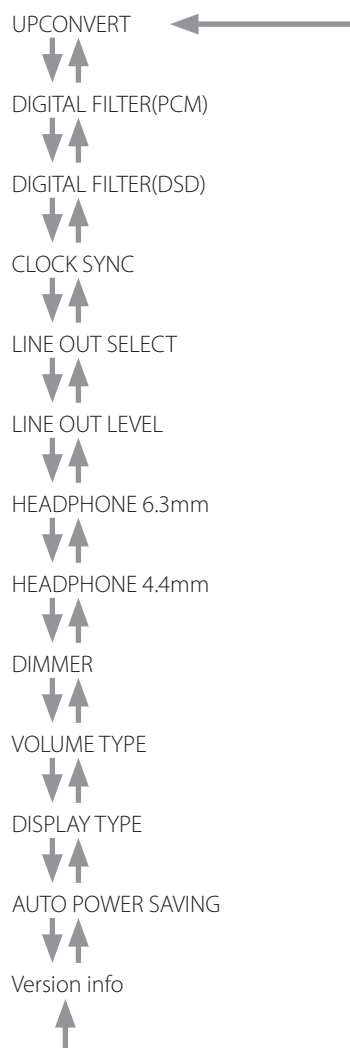 UPCONVERT
DIGITAL FILTER(PCM)
DIGITAL FILTER(DSD)
CLOCK SYNC
LINE OUT SELECT
LINE OUT LEVEL
HEADPHONE 6.3mm
HEADPHONE 4.4mm
DIMMER
VOLUME TYPE
DISPLAY TYPE
AUTO POWER SAVING
Version info